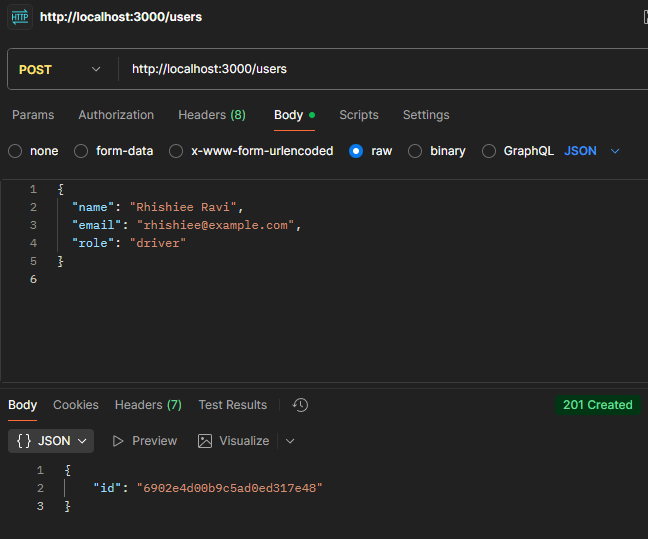 HTTP http://localhost:3000/users
POST http://localhost:3000/users
Params Authorization Headers (8) Body Scripts Settings
none form-data x-www-form-urlencoded raw binary GraphQL JSON
1 {
2 "name": "Rhishiee Ravi",
3 "email": "rhishiee@example.com",
4 "role": "driver"
5 }
6
Body Cookies Headers (7) Test Results 201 Created
{} JSON Preview Visualize
1 {
2 "id": "6902e4d00b9c5ad0ed317e48"
3 }